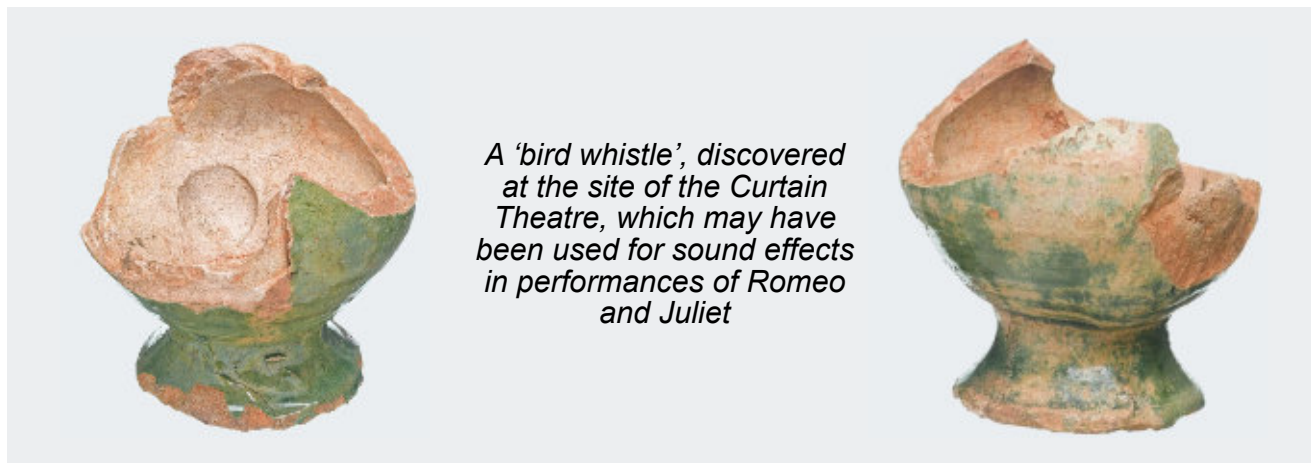 A ‘bird whistle’, discovered
at the site of the Curtain
Theatre, which may have
been used for sound effects
in performances of Romeo
and Juliet